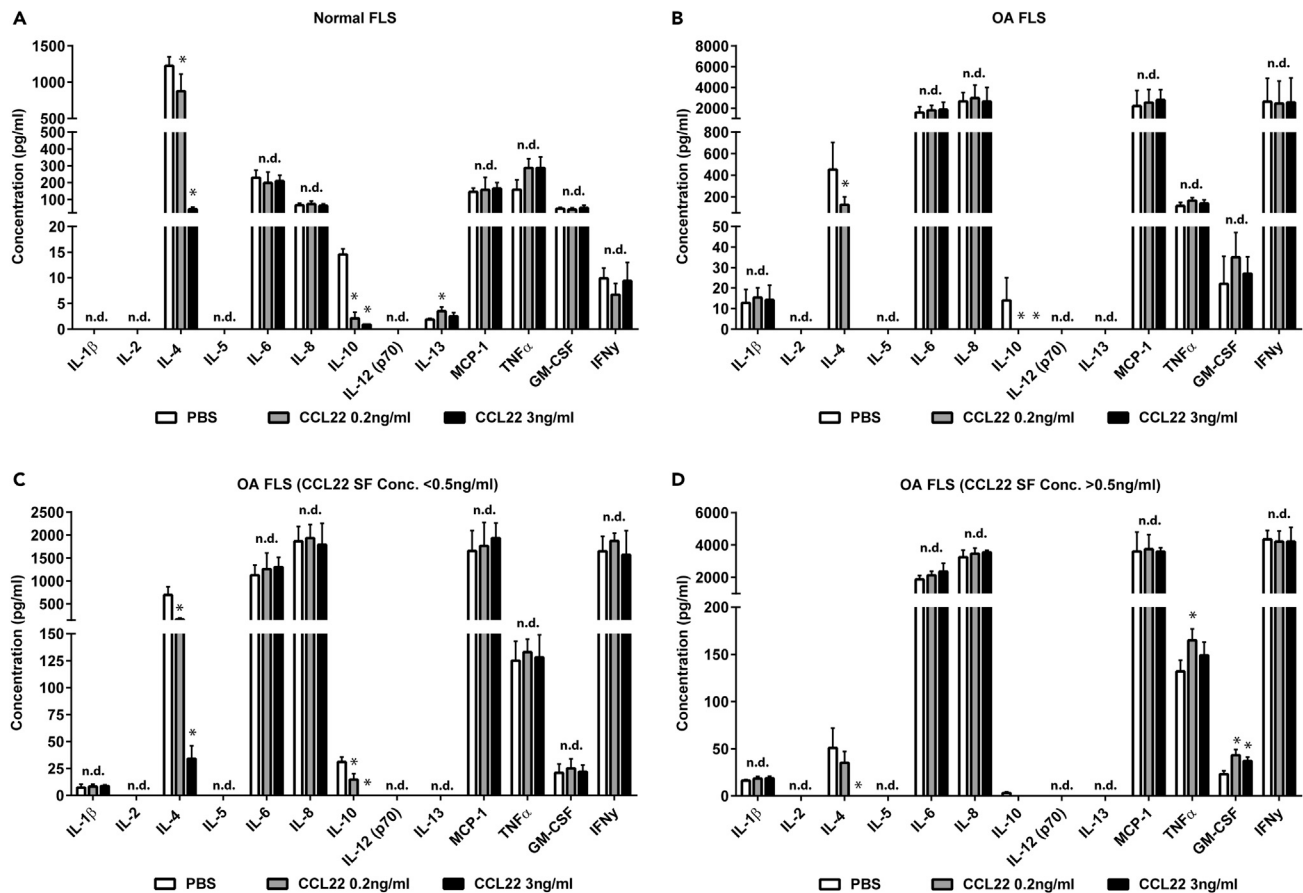 A
Normal FLS
Concentration (pg/ml)
1500
1000
500
500
400
300
200
100
20
15
10
5
0
n.d.
n.d.
*
*
n.d.
n.d.
n.d.
*
*
n.d.
*
n.d.
n.d.
n.d.
n.d.
IL-1β
IL-2
IL-4
IL-5
IL-6
IL-8
IL-10
IL-12 (p70)
IL-13
MCP-1
TNFα
GM-CSF
IFNy
PBS
CCL22 0.2ng/ml
CCL22 3ng/ml
B
OA FLS
Concentration (pg/ml)
8000
6000
4000
2000
800
600
400
200
50
40
30
20
10
0
n.d.
n.d.
*
n.d.
n.d.
n.d.
*
*
n.d.
n.d.
n.d.
n.d.
n.d.
n.d.
IL-1β
IL-2
IL-4
IL-5
IL-6
IL-8
IL-10
IL-12 (p70)
IL-13
MCP-1
TNFα
GM-CSF
IFNy
PBS
CCL22 0.2ng/ml
CCL22 3ng/ml
C
OA FLS (CCL22 SF Conc. <0.5ng/ml)
Concentration (pg/ml)
2500
2000
1500
1000
500
150
125
100
75
50
25
0
n.d.
n.d.
*
*
n.d.
n.d.
n.d.
*
*
n.d.
n.d.
n.d.
n.d.
n.d.
n.d.
IL-1β
IL-2
IL-4
IL-5
IL-6
IL-8
IL-10
IL-12 (p70)
IL-13
MCP-1
TNFα
GM-CSF
IFNy
PBS
CCL22 0.2ng/ml
CCL22 3ng/ml
D
OA FLS (CCL22 SF Conc. >0.5ng/ml)
Concentration (pg/ml)
6000
4000
2000
200
150
100
50
0
n.d.
n.d.
*
n.d.
n.d.
n.d.
n.d.
n.d.
n.d.
*
*
*
n.d.
IL-1β
IL-2
IL-4
IL-5
IL-6
IL-8
IL-10
IL-12 (p70)
IL-13
MCP-1
TNFα
GM-CSF
IFNy
PBS
CCL22 0.2ng/ml
CCL22 3ng/ml